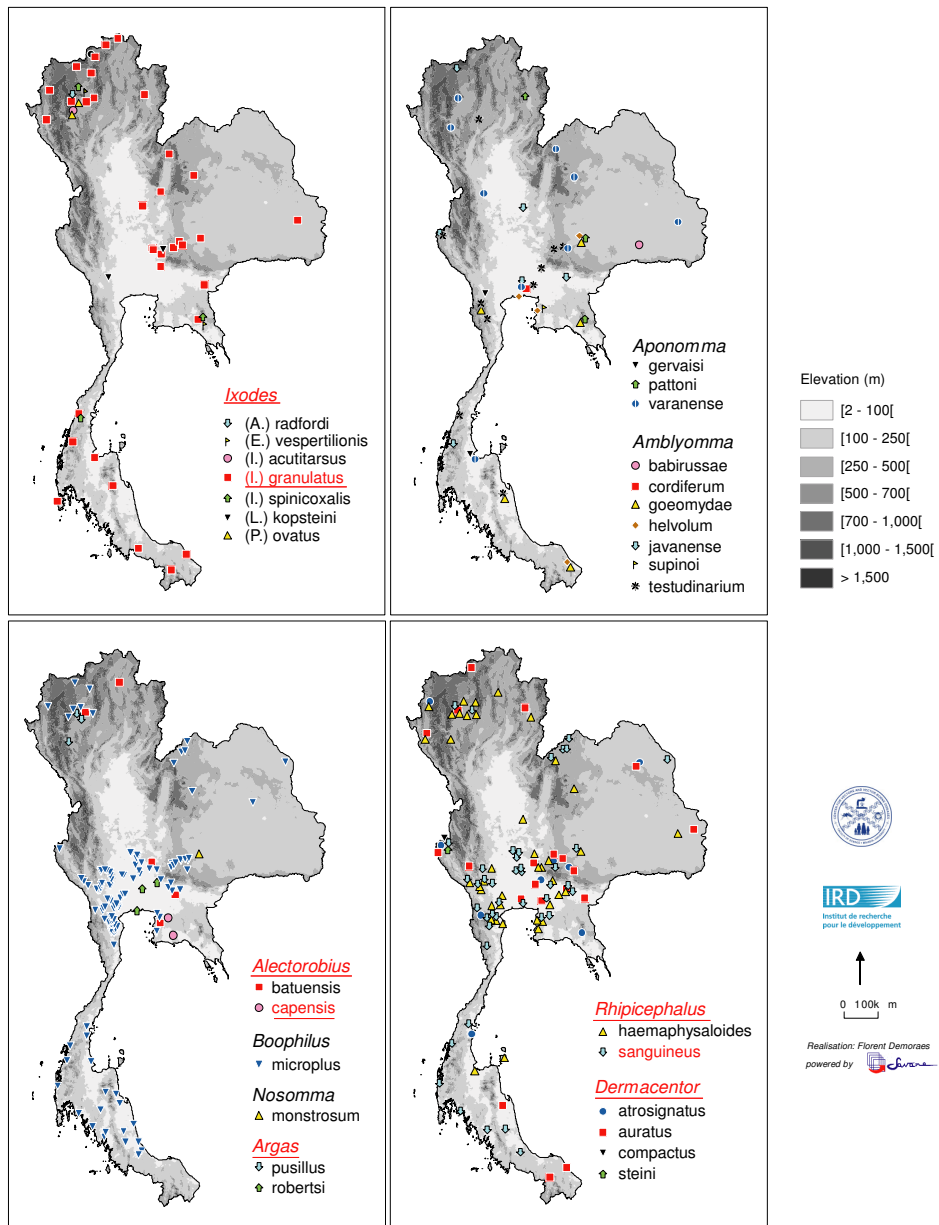 Ixodes
(A.) radfordi
(E.) vespertilionis
(I.) acutitarsus
(I.) granulatus
(I.) spinicoxalis
(L.) kopsteini
(P.) ovatus
Aponomma
gervaisi
pattoni
varanense
Amblyomma
babirussae
cordiferum
goeomydae
helvolum
javanense
supinoi
testudinarium
Elevation (m)
[2 - 100[
[100 - 250[
[250 - 500[
[500 - 700[
[700 - 1,000[
[1,000 - 1,500[
> 1,500
Alectorobius
batuensis
capensis
Boophilus
microplus
Nosomma
monstrosum
Argas
pusillus
robertsi
Rhipicephalus
haemaphysaloides
sanguineus
Dermacentor
atrosignatus
auratus
compactus
steini
IRD
Institut de recherche
pour le développement
0 100k m
Realisation: Florent Demoraes
powered by Savane